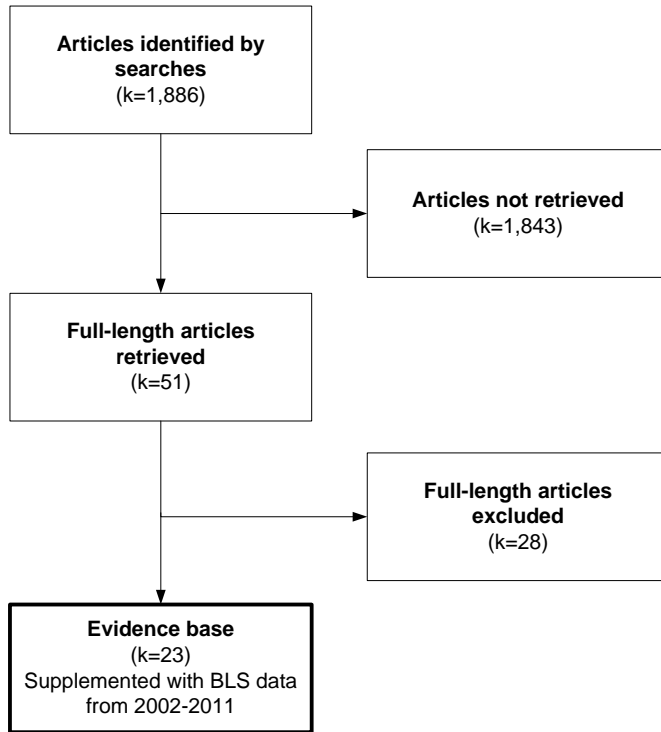 Articles identified by
searches
(k=1,886)
Articles not retrieved
(k=1,843)
Full-length articles
retrieved
(k=51)
Full-length articles
excluded
(k=28)
Evidence base
(k=23)
Supplemented with BLS data
from 2002-2011